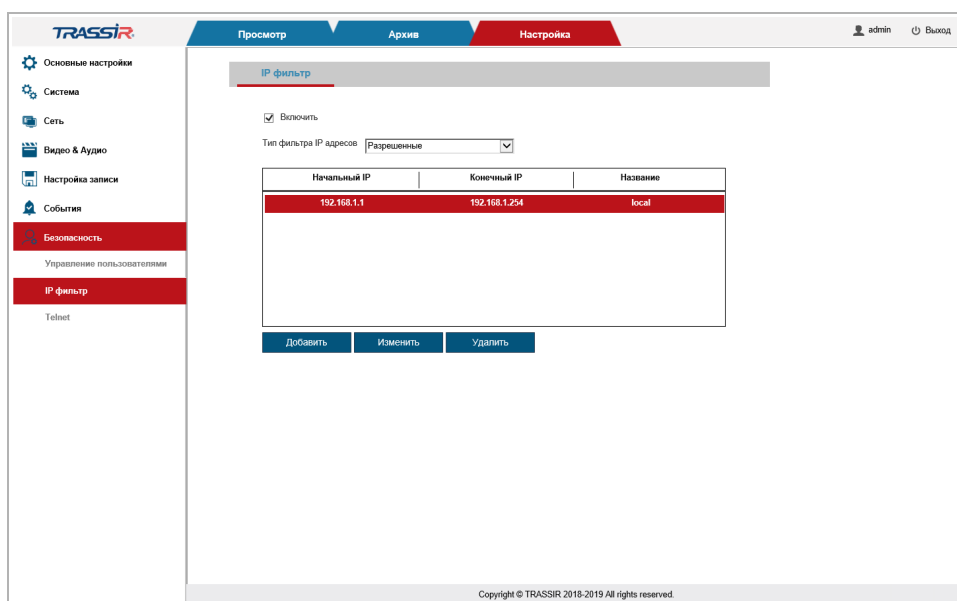 TRASSIR
Просмотр
Архив
Настройка
admin
Выход
Основные настройки
Система
Сеть
Видео & Аудио
Настройка записи
События
Безопасность
Управление пользователями
IP фильтр
Telnet
IP фильтр
Включить
Тип фильтра IP адресов Разрешенные
Начальный IP Конечный IP Название
192.168.1.1 192.168.1.254 local
Добавить Изменить Удалить
Copyright © TRASSIR 2018-2019 All rights reserved.